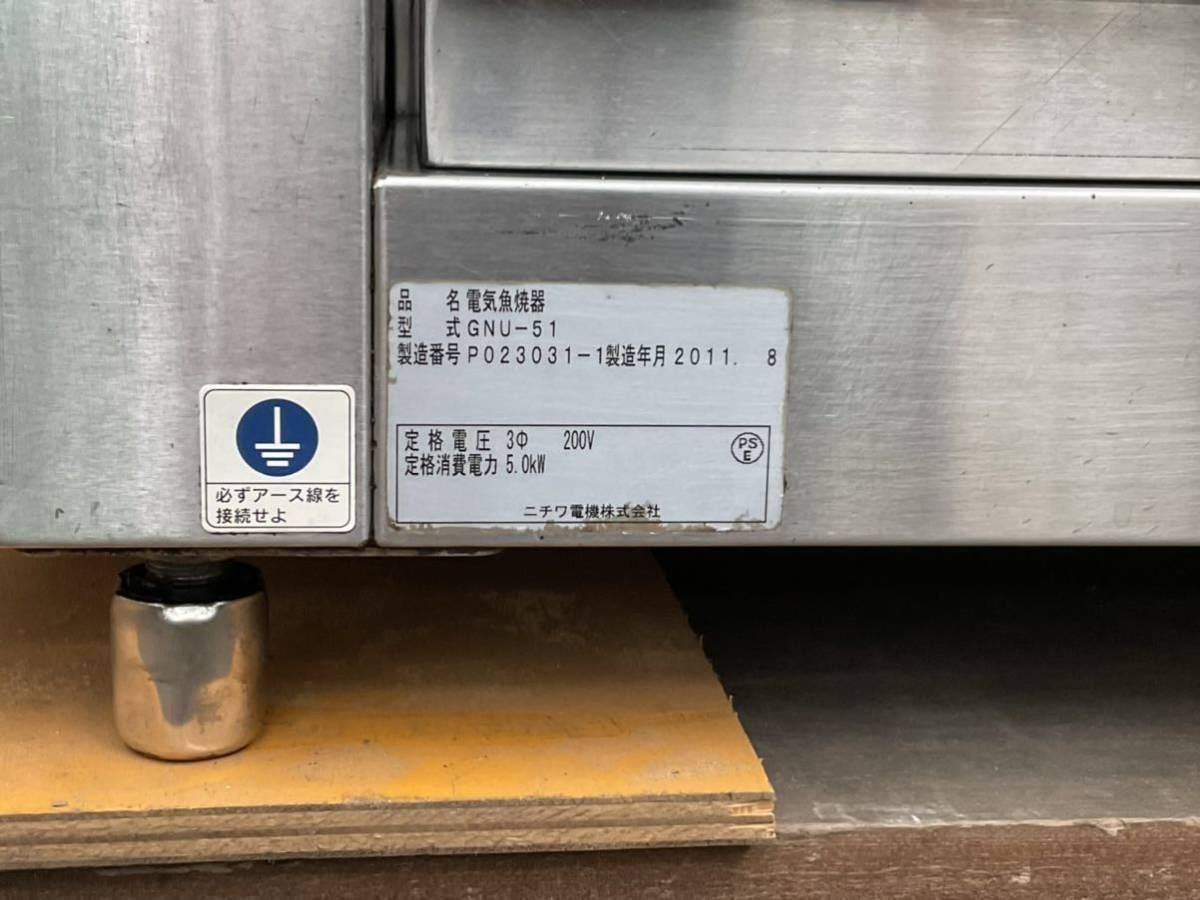 品 名 電気魚焼器
型 式 GNU-51
製造番号 P023031-1製造年月 2011. 8
定格電圧 3Φ 200V
定格消費電力 5.0kW
PS
E
ニチワ電機株式会社
必ずアース線を
接続せよ